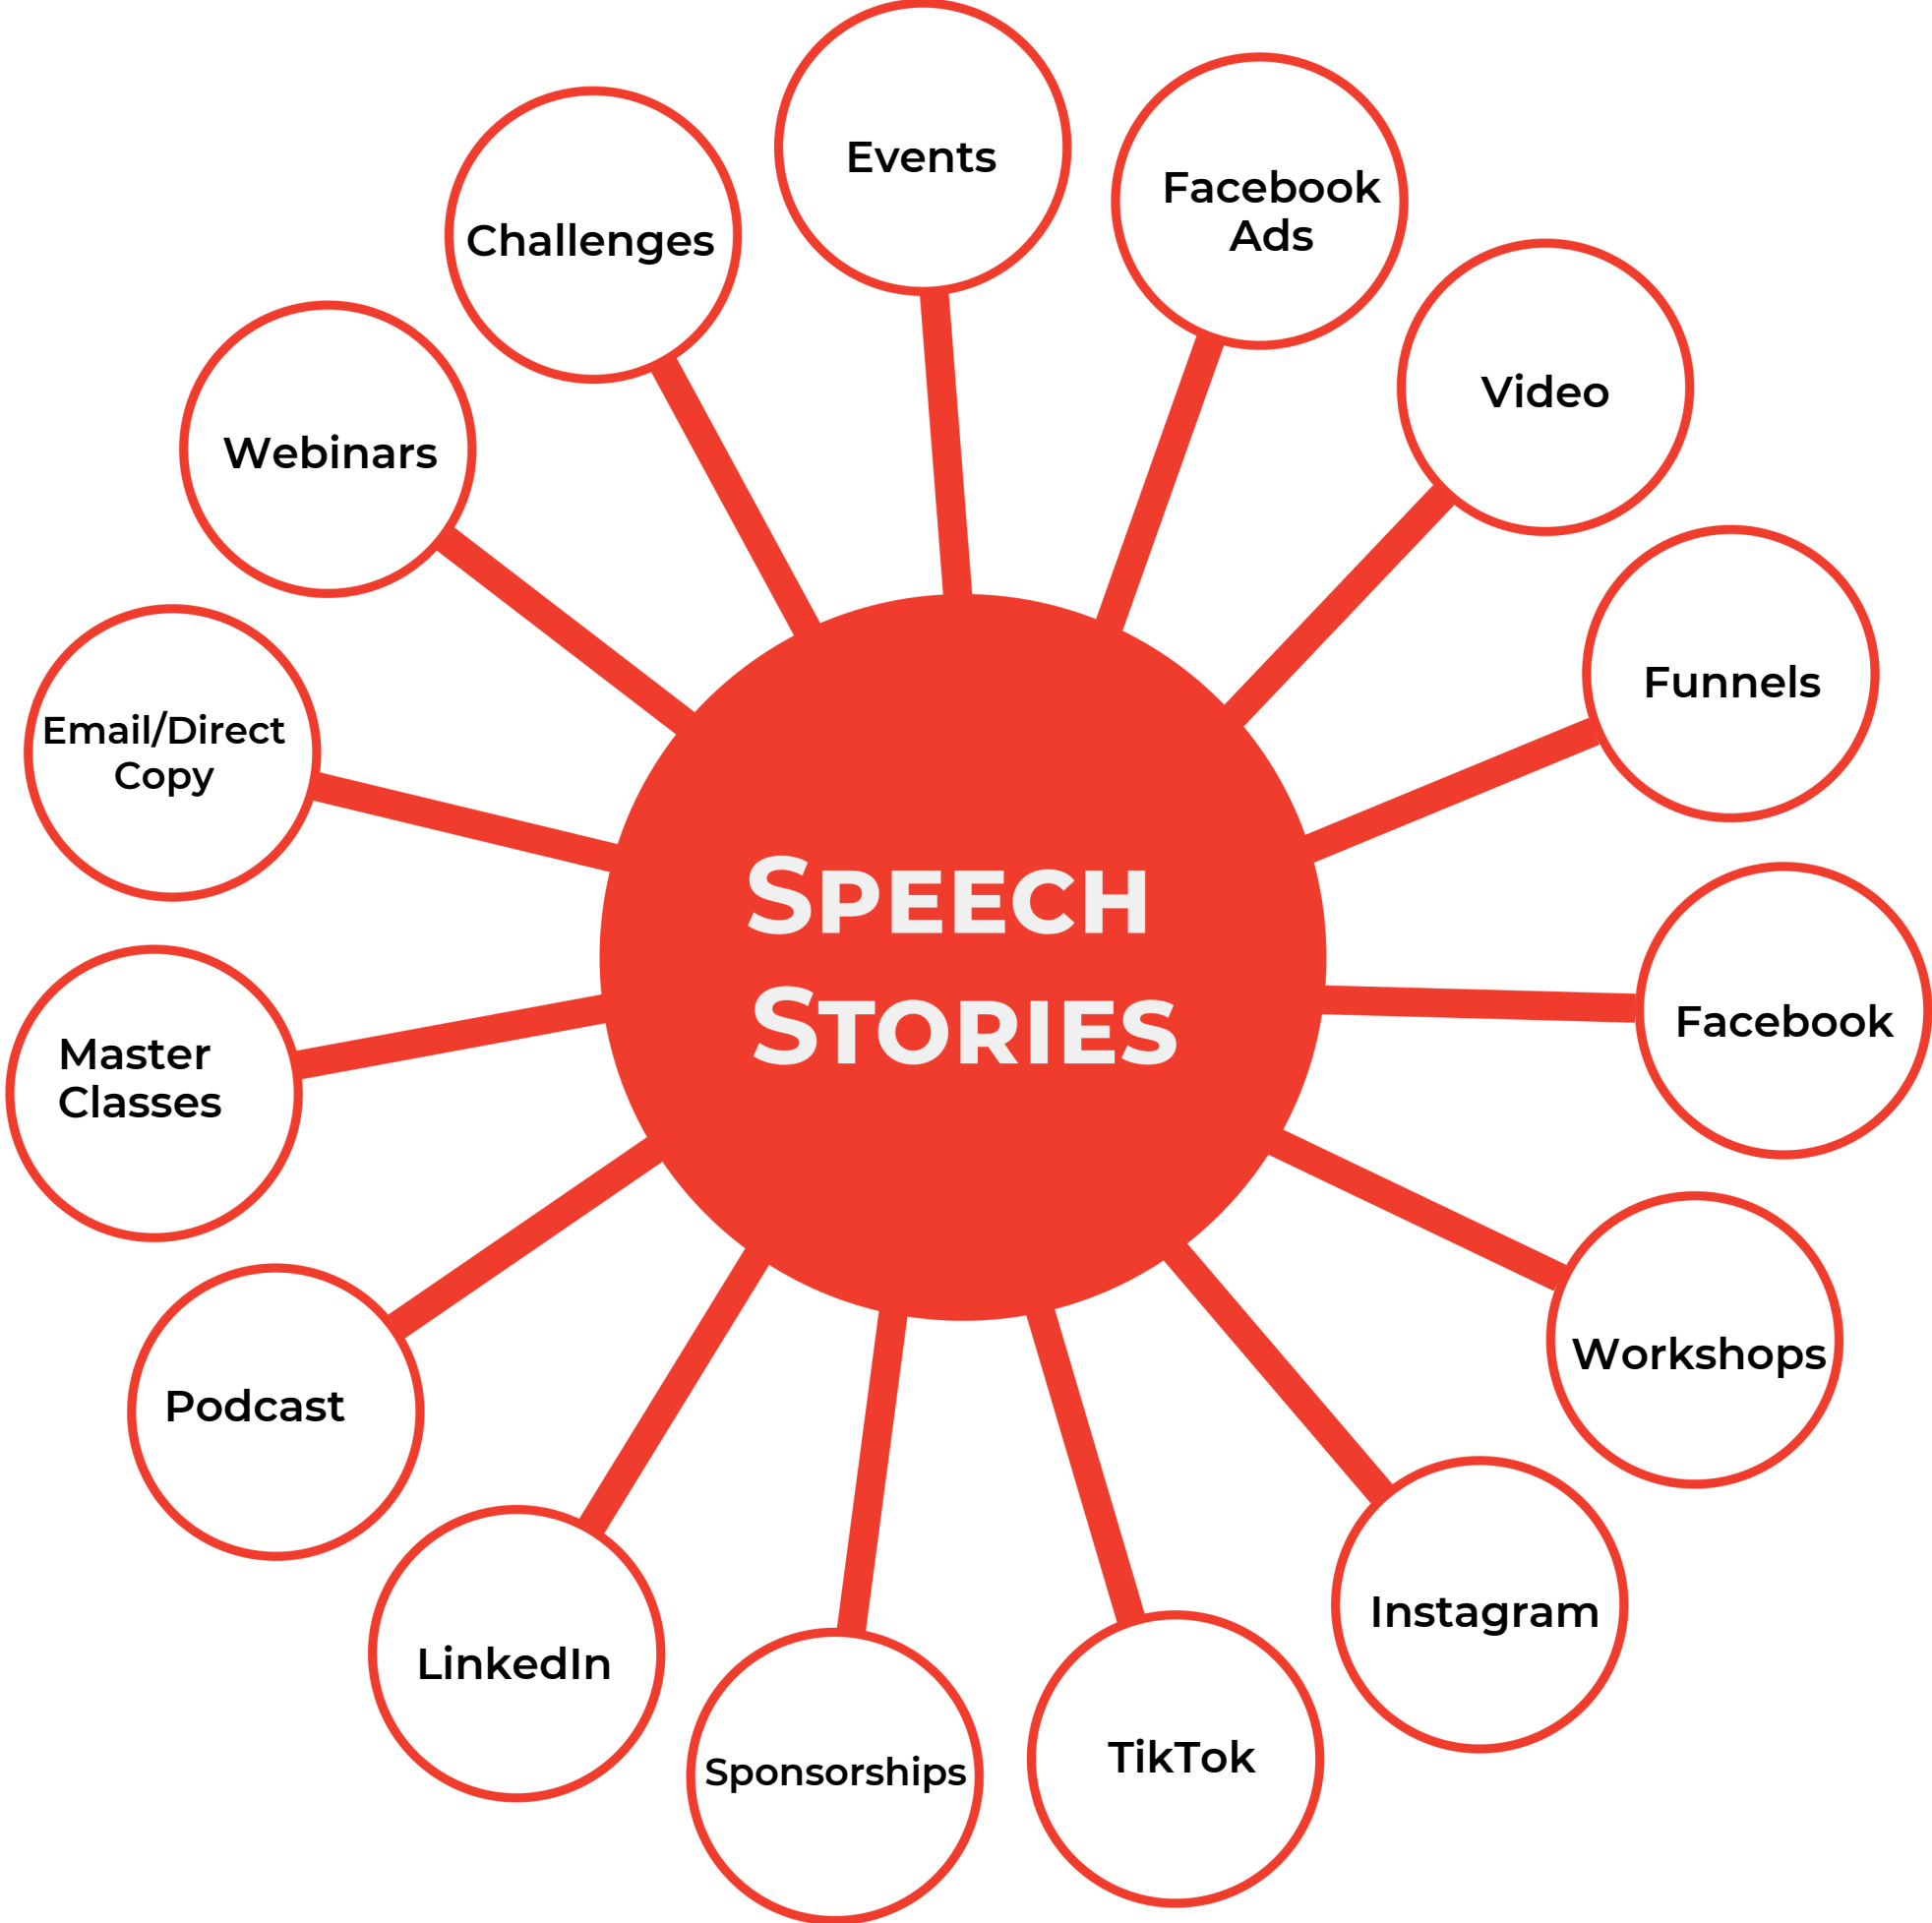 Events
Facebook
Ads
Video
Funnels
Facebook
Workshops
Instagram
TikTok
Sponsorships
LinkedIn
Podcast
Master
Classes
Email/Direct
Copy
Webinars
Challenges
SPEECH
STORIES